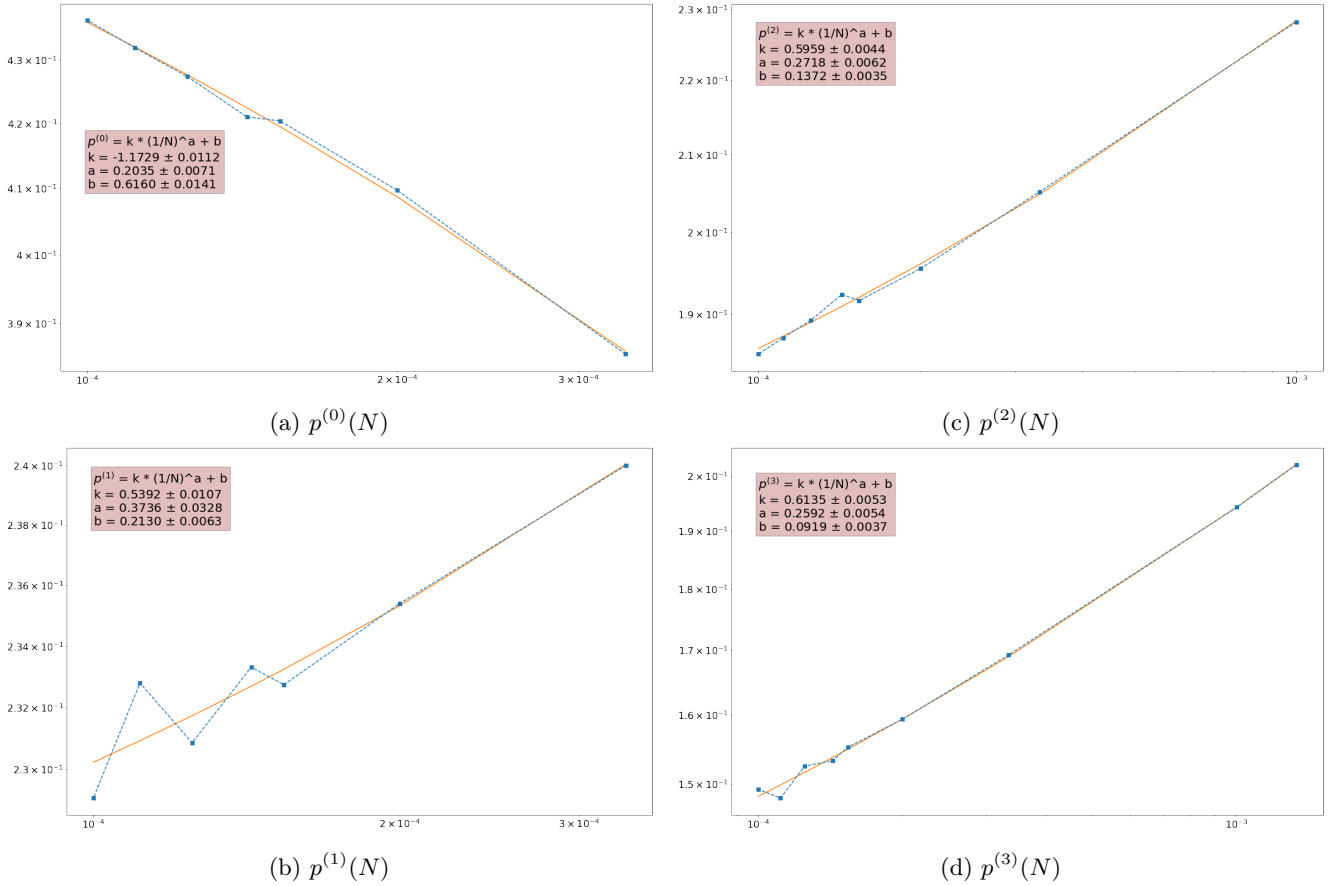 4.3 × 10⁻¹
4.2 × 10⁻¹
4.1 × 10⁻¹
4 × 10⁻¹
3.9 × 10⁻¹
p⁽⁰⁾ = k * (1/N)^a + b
k = -1.1729 ± 0.0112
a = 0.2035 ± 0.0071
b = 0.6160 ± 0.0141
10⁻⁴ 2 × 10⁻⁴ 3 × 10⁻⁴
(a) p⁽⁰⁾(N)
2.3 × 10⁻¹
2.2 × 10⁻¹
2.1 × 10⁻¹
2 × 10⁻¹
1.9 × 10⁻¹
p⁽²⁾ = k * (1/N)^a + b
k = 0.5959 ± 0.0044
a = 0.2718 ± 0.0062
b = 0.1372 ± 0.0035
10⁻⁴ 10⁻³
(c) p⁽²⁾(N)
2.4 × 10⁻¹
2.38 × 10⁻¹
2.36 × 10⁻¹
2.34 × 10⁻¹
2.32 × 10⁻¹
2.3 × 10⁻¹
p⁽¹⁾ = k * (1/N)^a + b
k = 0.5392 ± 0.0107
a = 0.3736 ± 0.0328
b = 0.2130 ± 0.0063
10⁻⁴ 2 × 10⁻⁴ 3 × 10⁻⁴
(b) p⁽¹⁾(N)
2 × 10⁻¹
1.9 × 10⁻¹
1.8 × 10⁻¹
1.7 × 10⁻¹
1.6 × 10⁻¹
1.5 × 10⁻¹
p⁽³⁾ = k * (1/N)^a + b
k = 0.6135 ± 0.0053
a = 0.2592 ± 0.0054
b = 0.0919 ± 0.0037
10⁻⁴ 10⁻³
(d) p⁽³⁾(N)